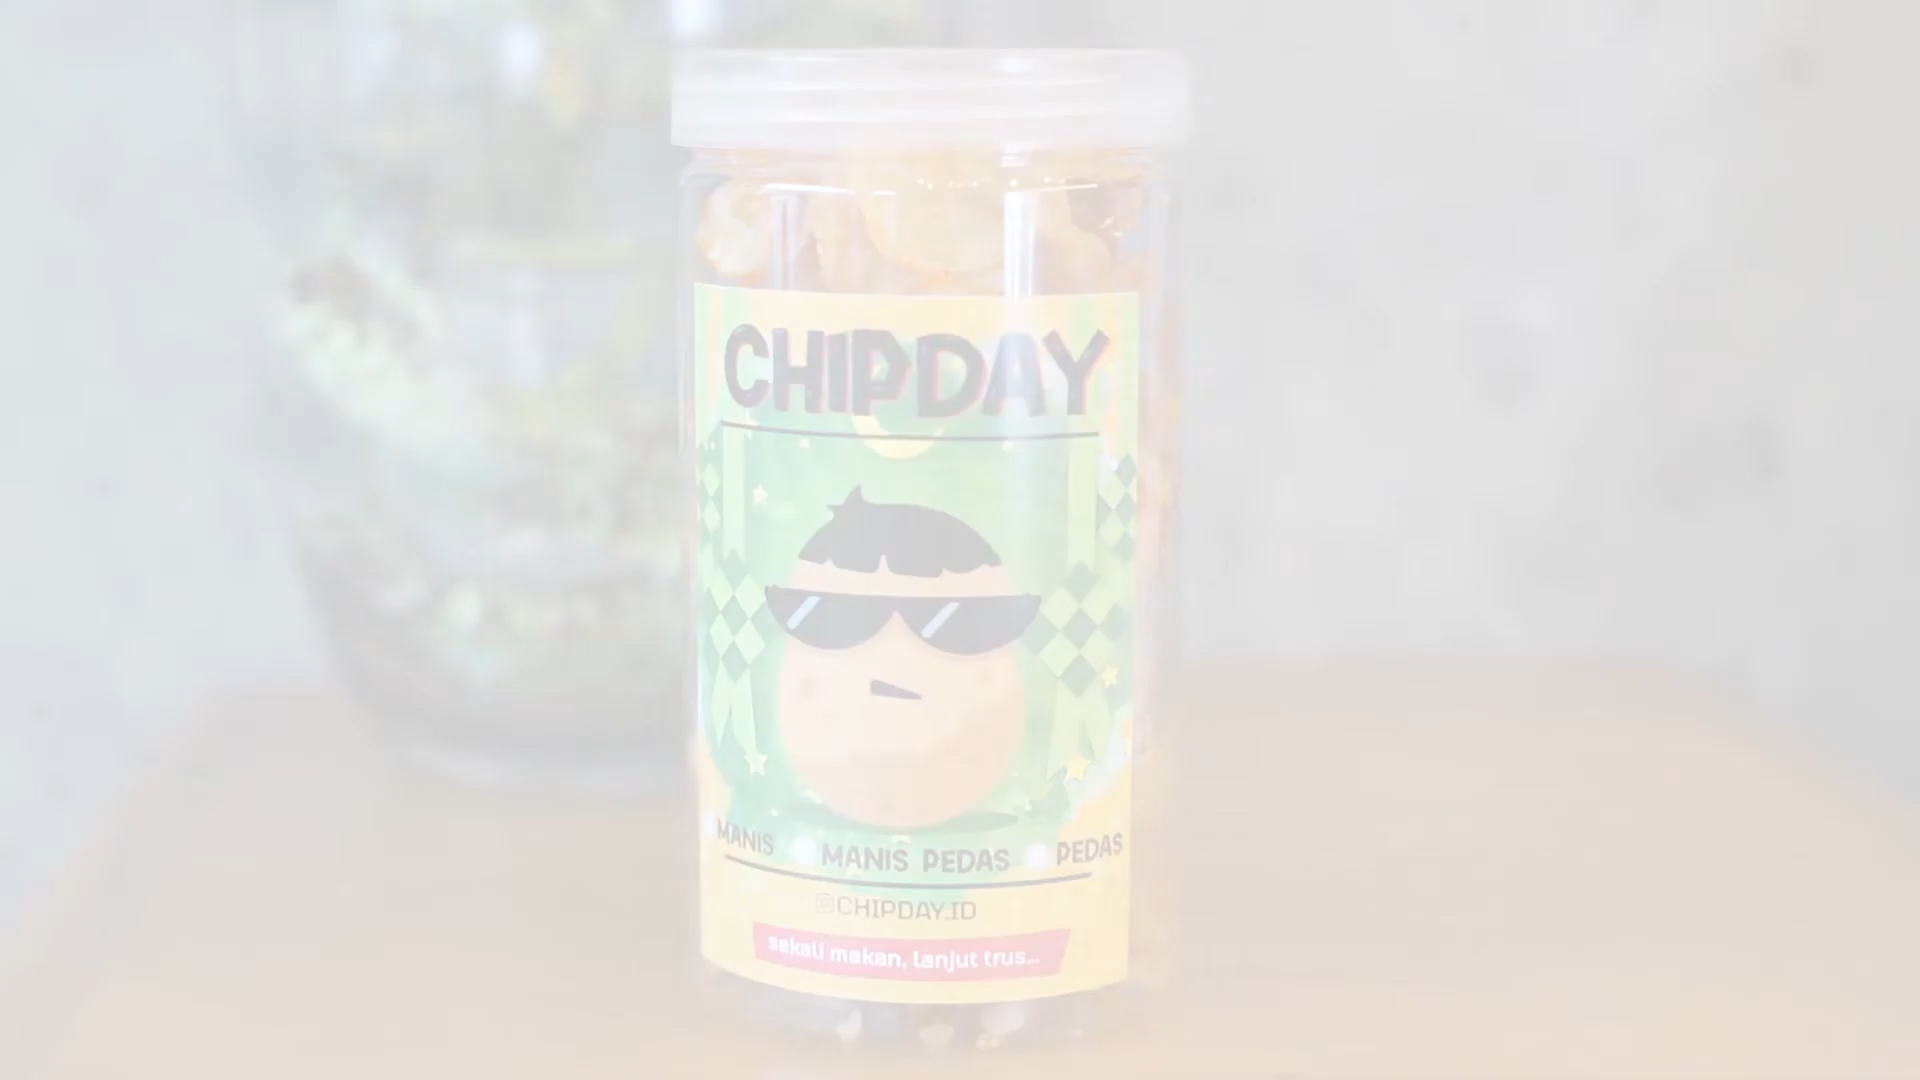 CHIPDAY
MANIS MANIS PEDAS PEDAS
@CHIPDAY.ID
sekali makan, lanjut trus...